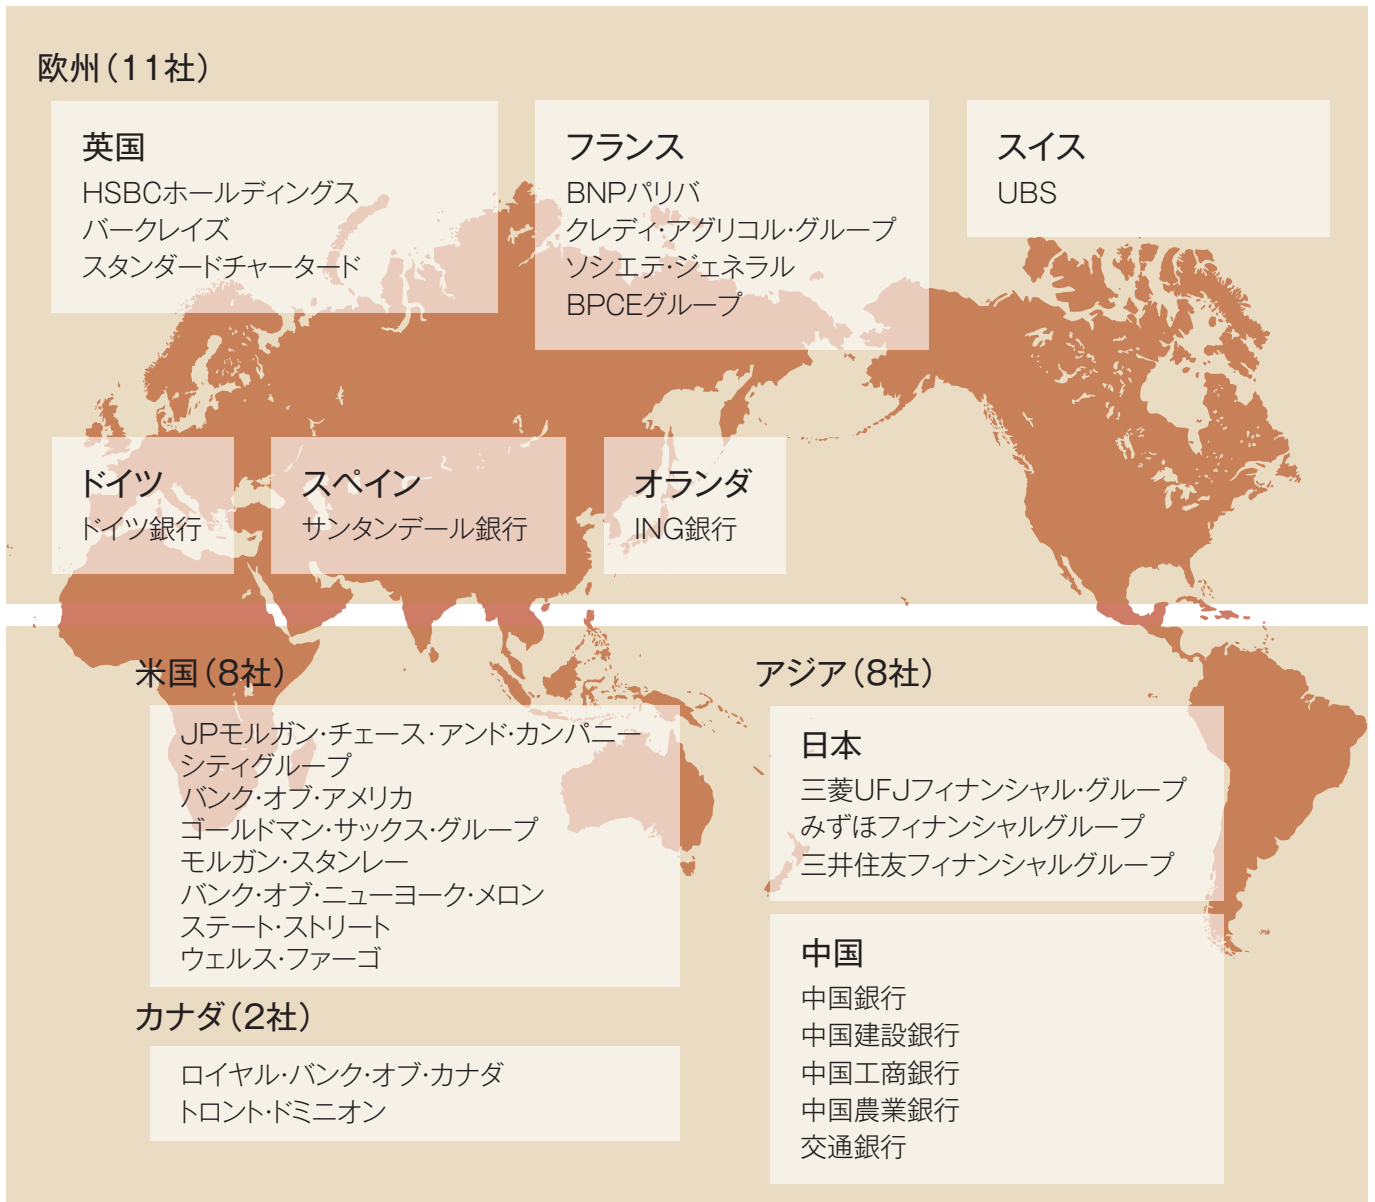 欧州（11社）
英国
HSBCホールディングス
バークレイズ
スタンダードチャータード
フランス
BNPパリバ
クレディ・アグリコル・グループ
ソシエテ・ジェネラル
BPCEグループ
スイス
UBS
ドイツ
ドイツ銀行
スペイン
サンタンデール銀行
オランダ
ING銀行
米国（8社）
JPモルガン・チェース・アンド・カンパニー
シティグループ
バンク・オブ・アメリカ
ゴールドマン・サックス・グループ
モルガン・スタンレー
バンク・オブ・ニューヨーク・メロン
ステート・ストリート
ウェルス・ファーゴ
カナダ（2社）
ロイヤル・バンク・オブ・カナダ
トロント・ドミニオン
アジア（8社）
日本
三菱UFJフィナンシャル・グループ
みずほフィナンシャルグループ
三井住友フィナンシャルグループ
中国
中国銀行
中国建設銀行
中国工商銀行
中国農業銀行
交通銀行